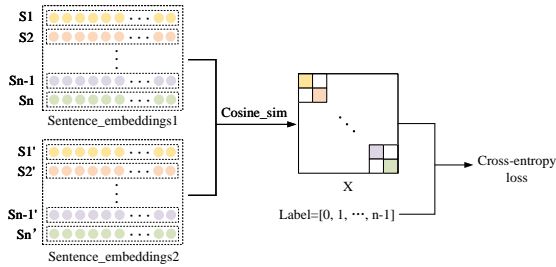 S1
S2
Sn-1
Sn
Sentence_embeddings1
S1'
S2'
Sn-1'
Sn'
Sentence_embeddings2
Cosine_sim
X
Label=[0, 1, ···, n-1]
Cross-entropy
loss